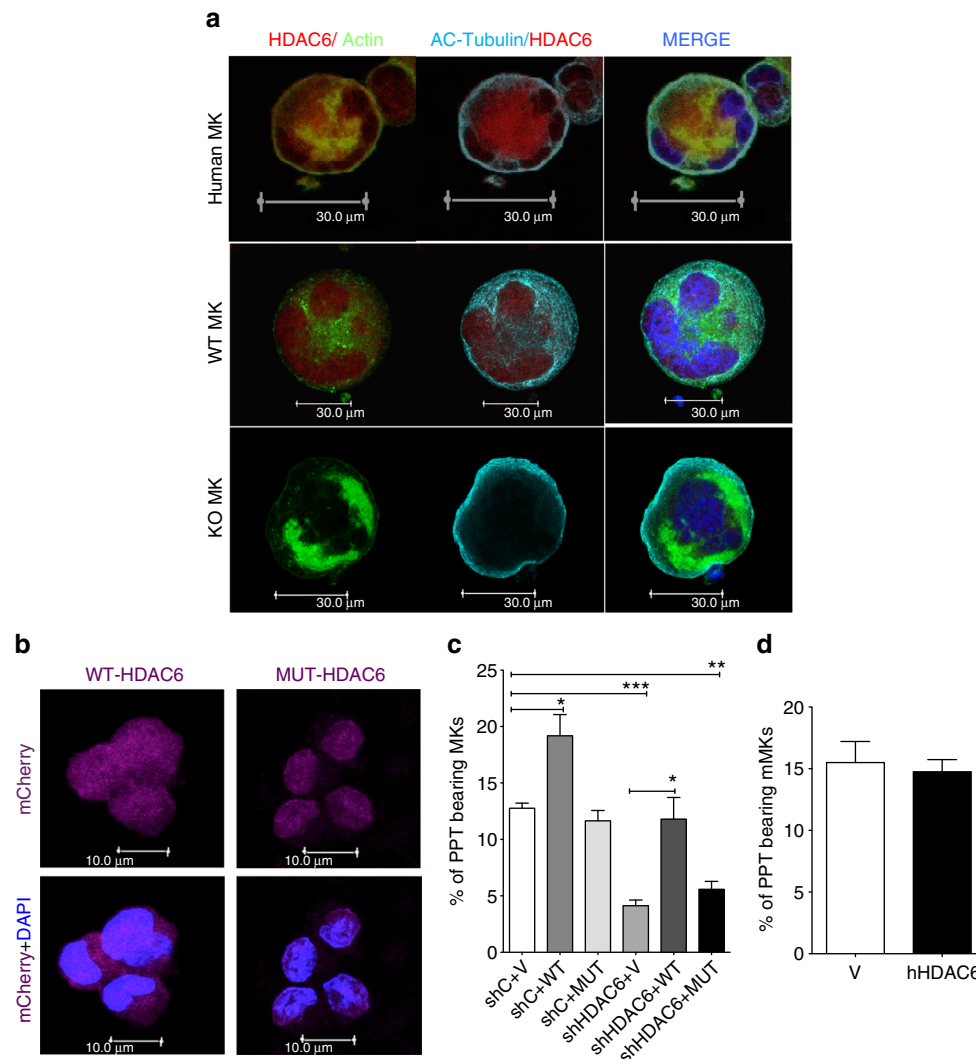 a
HDAC6/ Actin
AC-Tubulin/HDAC6
MERGE
Human MK
30.0 µm
30.0 µm
30.0 µm
WT MK
30.0 µm
30.0 µm
30.0 µm
KO MK
30.0 µm
30.0 µm
30.0 µm
b
WT-HDAC6
MUT-HDAC6
mCherry
10.0 µm
10.0 µm
mCherry+DAPI
10.0 µm
10.0 µm
c
% of PPT bearing MKs
25
20
15
10
5
0
*
***
**
*
shC+V
shC+WT
shC+MUT
shHDAC6+V
shHDAC6+WT
shHDAC6+MUT
d
% of PPT bearing mMKs
20
15
10
5
0
V
hHDAC6